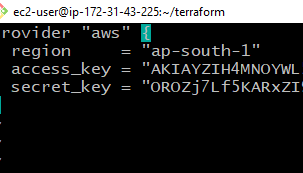 ec2-user@ip-172-31-43-225:~/terraform
rovider "aws" {
region = "ap-south-1"
access_key = "AKIAYZIH4MNOYWL
secret_key = "OROZj7Lf5KARxZI
~
~
~